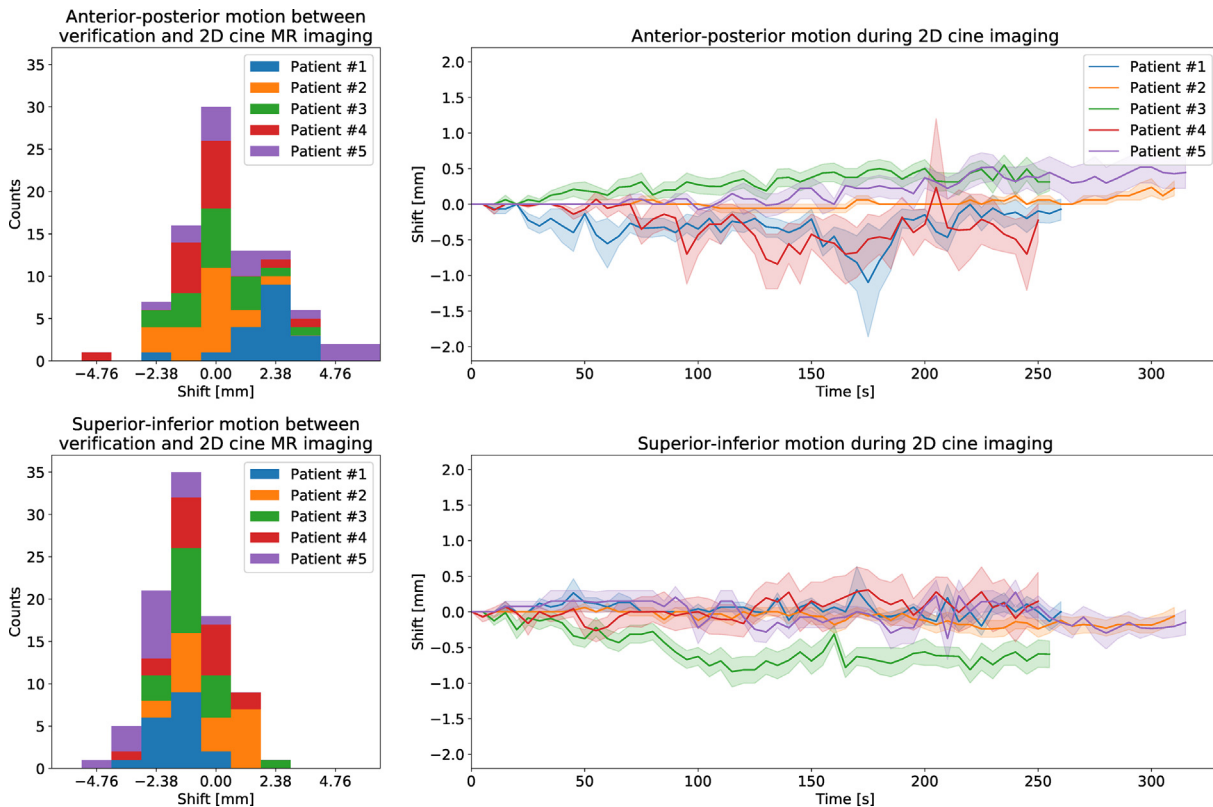 Anterior-posterior motion between
verification and 2D cine MR imaging
35
30
25
20
15
10
5
0
Counts
Patient #1
Patient #2
Patient #3
Patient #4
Patient #5
−4.76 −2.38 0.00 2.38 4.76
Shift [mm]
Anterior-posterior motion during 2D cine imaging
2.0
1.5
1.0
0.5
0.0
−0.5
−1.0
−1.5
−2.0
Shift [mm]
Patient #1
Patient #2
Patient #3
Patient #4
Patient #5
0 50 100 150 200 250 300
Time [s]
Superior-inferior motion between
verification and 2D cine MR imaging
35
30
25
20
15
10
5
0
Counts
Patient #1
Patient #2
Patient #3
Patient #4
Patient #5
−4.76 −2.38 0.00 2.38 4.76
Shift [mm]
Superior-inferior motion during 2D cine imaging
2.0
1.5
1.0
0.5
0.0
−0.5
−1.0
−1.5
−2.0
Shift [mm]
0 50 100 150 200 250 300
Time [s]